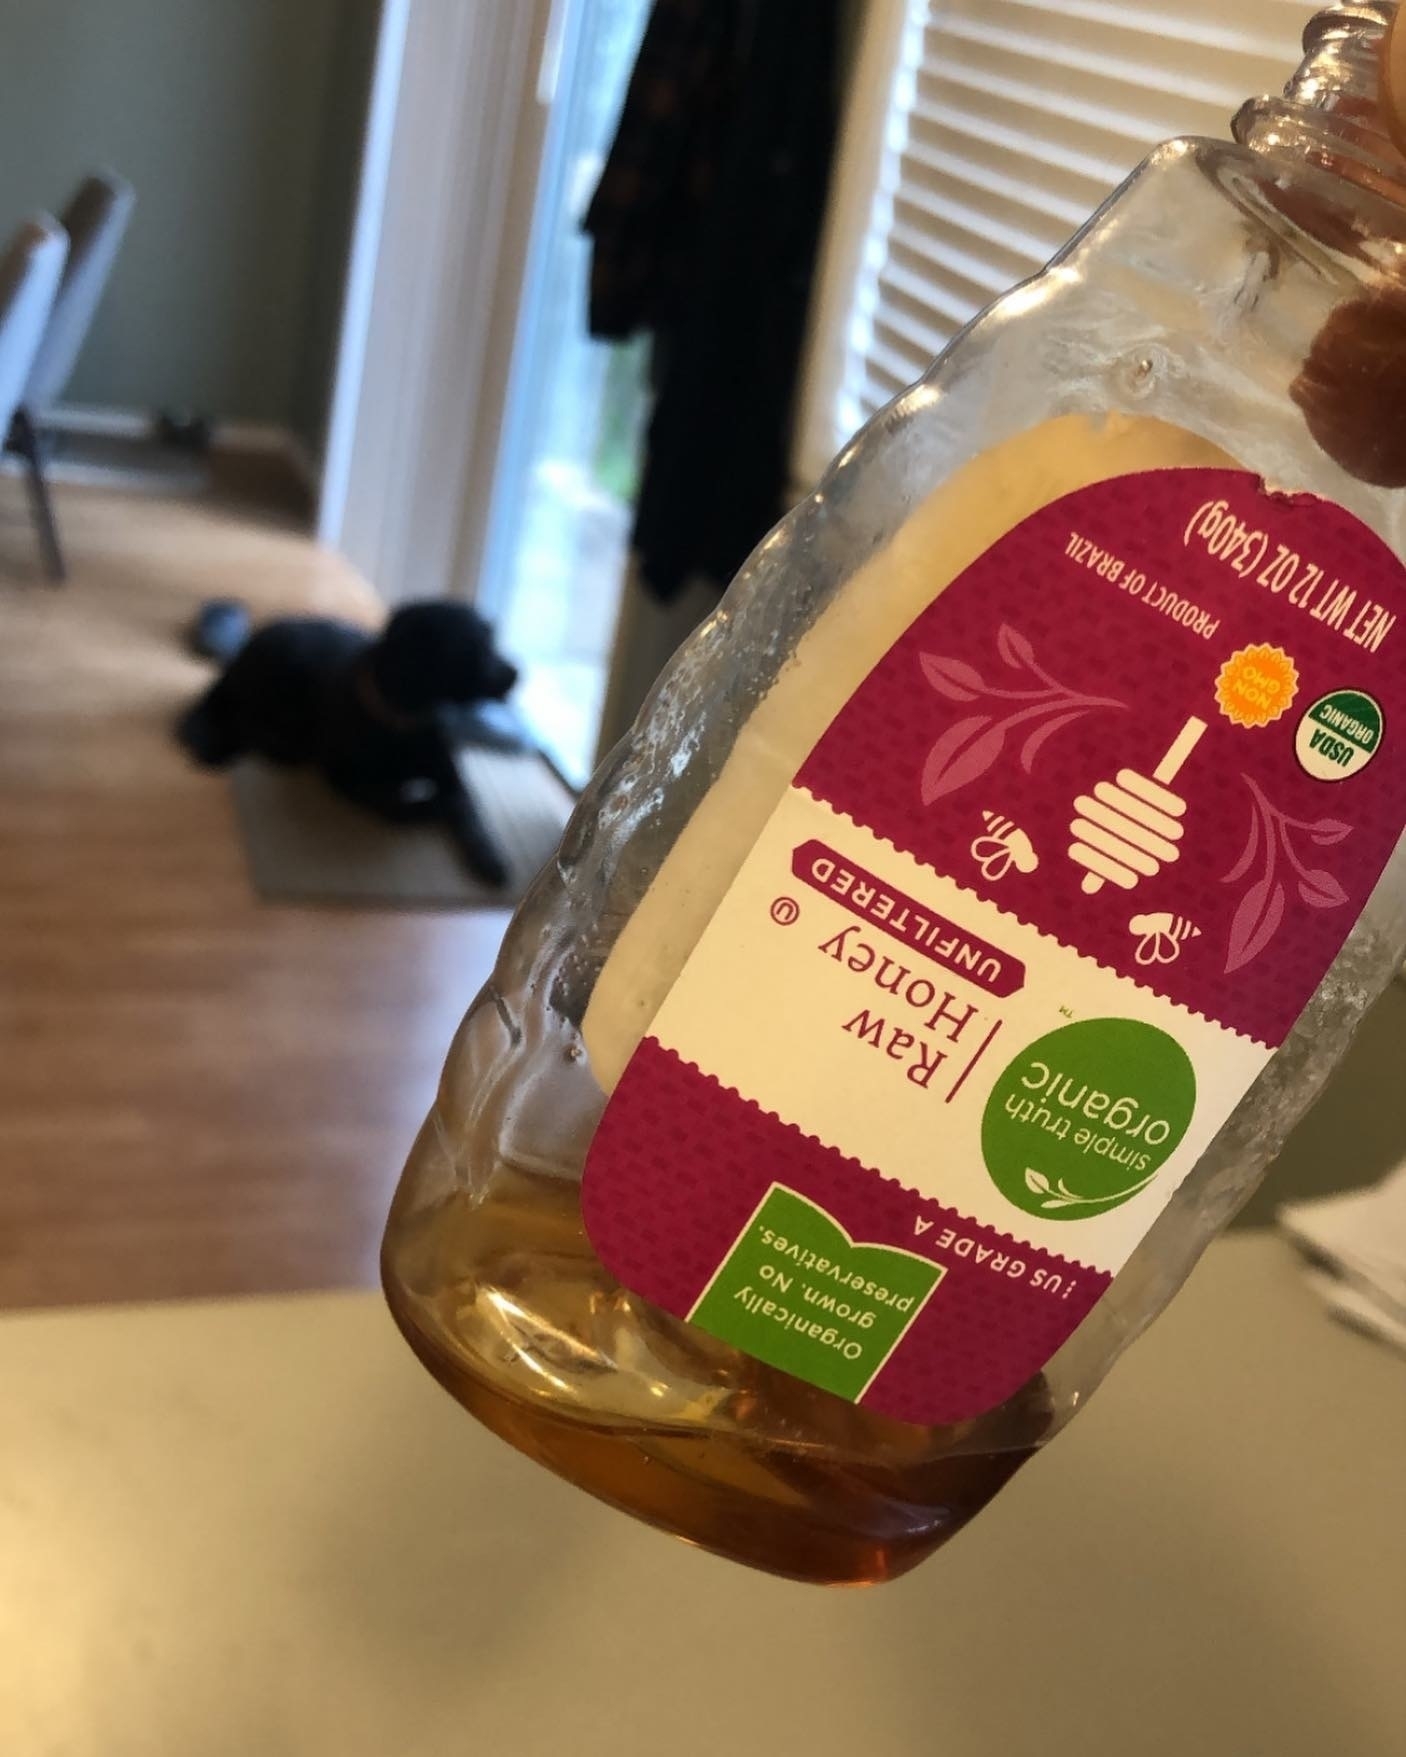 Organically
grown. No
preservatives.
US GRADE A
simple truth
organic
™
Raw
Honey
U
UNFILTERED
USDA
ORGANIC
NON
GMO
PRODUCT OF BRAZIL
NET WT 12 OZ (340g)